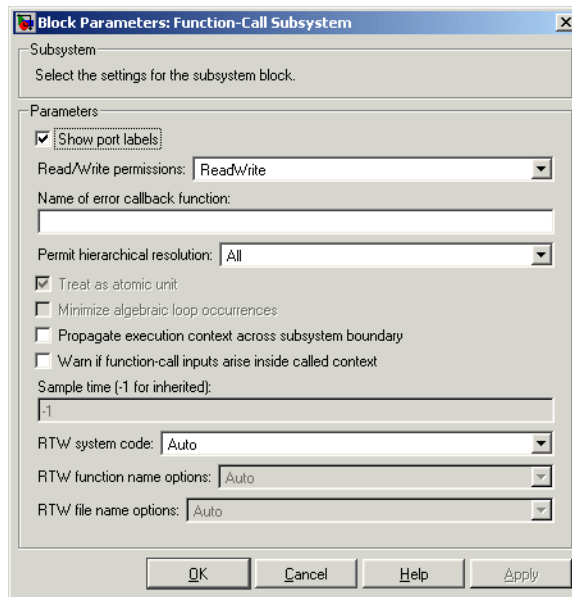 Block Parameters: Function-Call Subsystem
Subsystem
Select the settings for the subsystem block.
Parameters
Show port labels
Read/Write permissions: ReadWrite
Name of error callback function:
Permit hierarchical resolution: All
Treat as atomic unit
Minimize algebraic loop occurrences
Propagate execution context across subsystem boundary
Warn if function-call inputs arise inside called context
Sample time (-1 for inherited):
-1
RTW system code: Auto
RTW function name options: Auto
RTW file name options: Auto
OK Cancel Help Apply